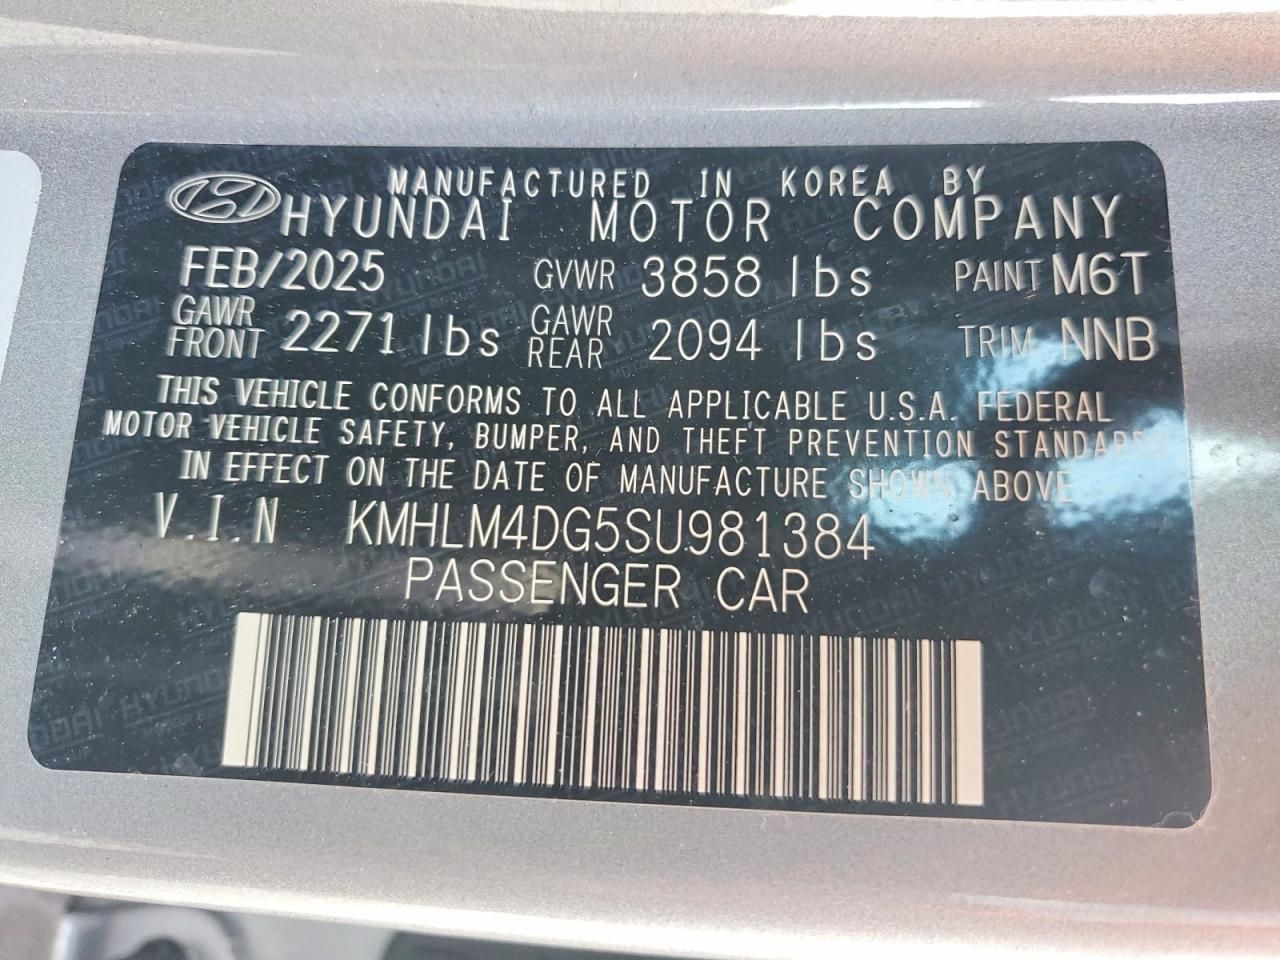 MANUFACTURED IN KOREA BY
HYUNDAI MOTOR COMPANY
FEB/2025 GVWR 3858 lbs PAINT M6T
GAWR FRONT 2271 lbs GAWR REAR 2094 lbs TRIM NNB
THIS VEHICLE CONFORMS TO ALL APPLICABLE U.S.A. FEDERAL
MOTOR VEHICLE SAFETY, BUMPER, AND THEFT PREVENTION STANDARDS
IN EFFECT ON THE DATE OF MANUFACTURE SHOWN ABOVE
V.I.N KMHLM4DG5SU981384
PASSENGER CAR